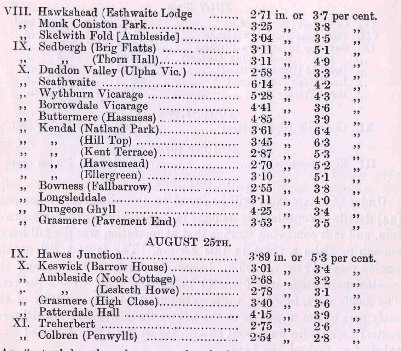 VIII. Hawkshead (Esthwaite Lodge ........ 2·71 in. or 3·7 per cent.
„ Monk Coniston Park ........ 3·25 „ 3·8 „
„ Skelwith Fold [Ambleside] ........ 3·04 „ 3·5 „
IX. Sedbergh (Brig Flatts) ........ 3·11 „ 5·1 „
„ „ (Thorn Hall) ........ 3·11 „ 4·9 „
X. Duddon Valley (Ulpha Vic.) ........ 2·58 „ 3·3 „
„ Seathwaite ........ 6·14 „ 4·2 „
„ Wythburn Vicarage ........ 5·28 „ 4·3 „
„ Borrowdale Vicarage ........ 4·41 „ 3·6 „
„ Buttermere (Hassness) ........ 4·85 „ 3·9 „
„ Kendal (Natland Park) ........ 3·61 „ 6·4 „
„ „ (Hill Top) ........ 3·45 „ 6·3 „
„ „ (Kent Terrace) ........ 2·87 „ 5·3 „
„ „ (Hawesmead) ........ 2·70 „ 5·2 „
„ „ (Ellergreen) ........ 3·10 „ 5·1 „
„ Bowness (Fallbarrow) ........ 2·55 „ 3·8 „
„ Longsleddale ........ 3·11 „ 4·0 „
„ Dungeon Ghyll ........ 4·25 „ 3·4 „
„ Grasmere (Pavement End) ........ 3·53 „ 3·5 „
AUGUST 25TH.
IX. Hawes Junction ........ 3·89 in. or 5·3 per cent.
X. Keswick (Barrow House) ........ 3·01 „ 3·4 „
„ Ambleside (Nook Cottage) ........ 2·68 „ 3·2 „
„ „ (Lesketh Howe) ........ 2·78 „ 3·1 „
„ Grasmere (High Close) ........ 3·40 „ 3·6 „
„ Patterdale Hall ........ 4·15 „ 3·9 „
XI. Treherbert ........ 2·75 „ 2·6 „
„ Colbren (Penwyllt) ........ 2·54 „ 2·8 „